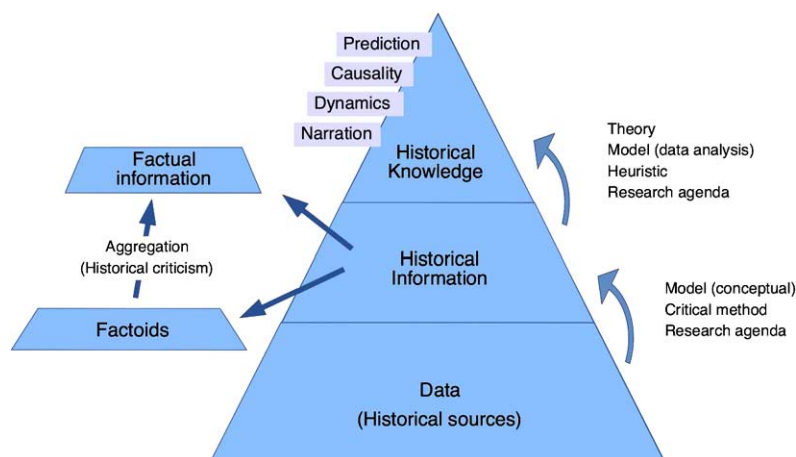 Prediction
Causality
Dynamics
Narration
Historical
Knowledge
Theory
Model (data analysis)
Heuristic
Research agenda
Factual
information
Aggregation
(Historical criticism)
Factoids
Historical
Information
Model (conceptual)
Critical method
Research agenda
Data
(Historical sources)